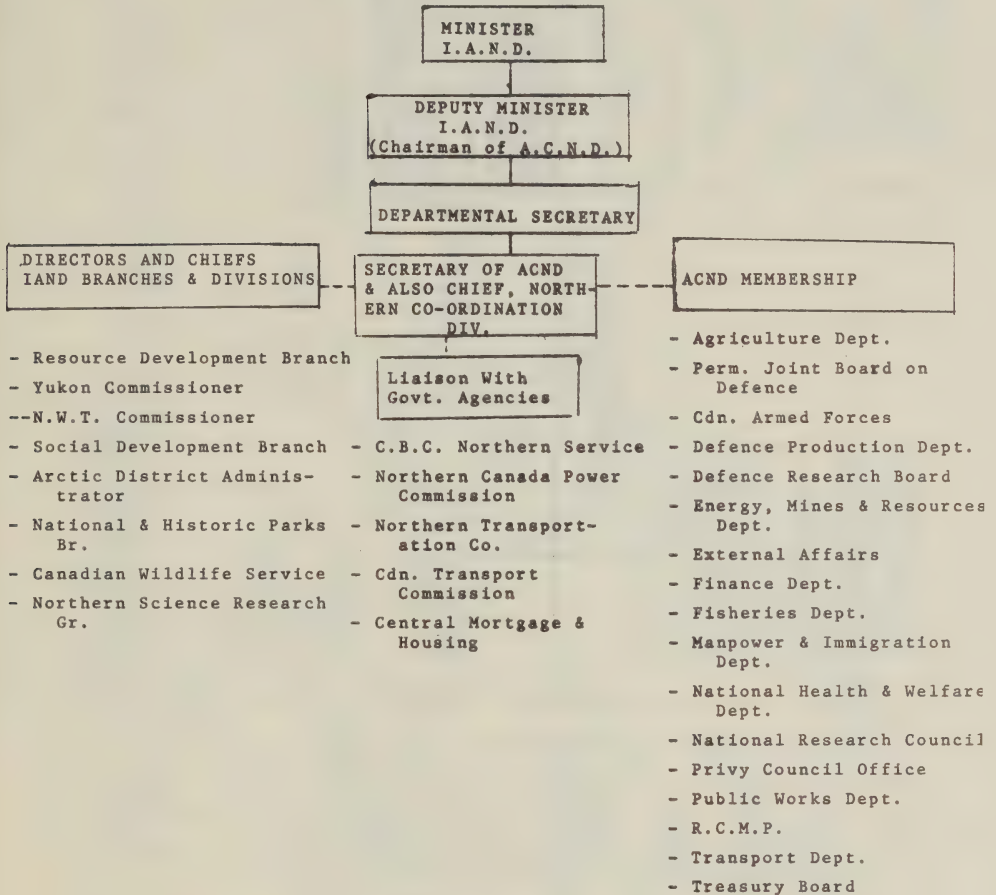 MINISTER
I.A.N.D.
DEPUTY MINISTER
I.A.N.D.
(Chairman of A.C.N.D.)
DEPARTMENTAL SECRETARY
DIRECTORS AND CHIEFS
IAND BRANCHES & DIVISIONS
SECRETARY OF ACND
& ALSO CHIEF, NORTH-
ERN CO-ORDINATION
DIV.
ACND MEMBERSHIP
Liaison With
Govt. Agencies
- Resource Development Branch
- Yukon Commissioner
--N.W.T. Commissioner
- Social Development Branch
- Arctic District Adminis-
trator
- National & Historic Parks
Br.
- Canadian Wildlife Service
- Northern Science Research
Gr.
- C.B.C. Northern Service
- Northern Canada Power
Commission
- Northern Transport-
ation Co.
- Cdn. Transport
Commission
- Central Mortgage &
Housing
- Agriculture Dept.
- Perm. Joint Board on
Defence
- Cdn. Armed Forces
- Defence Production Dept.
- Defence Research Board
- Energy, Mines & Resources
Dept.
- External Affairs
- Finance Dept.
- Fisheries Dept.
- Manpower & Immigration
Dept.
- National Health & Welfare
Dept.
- National Research Council
- Privy Council Office
- Public Works Dept.
- R.C.M.P.
- Transport Dept.
- Treasury Board